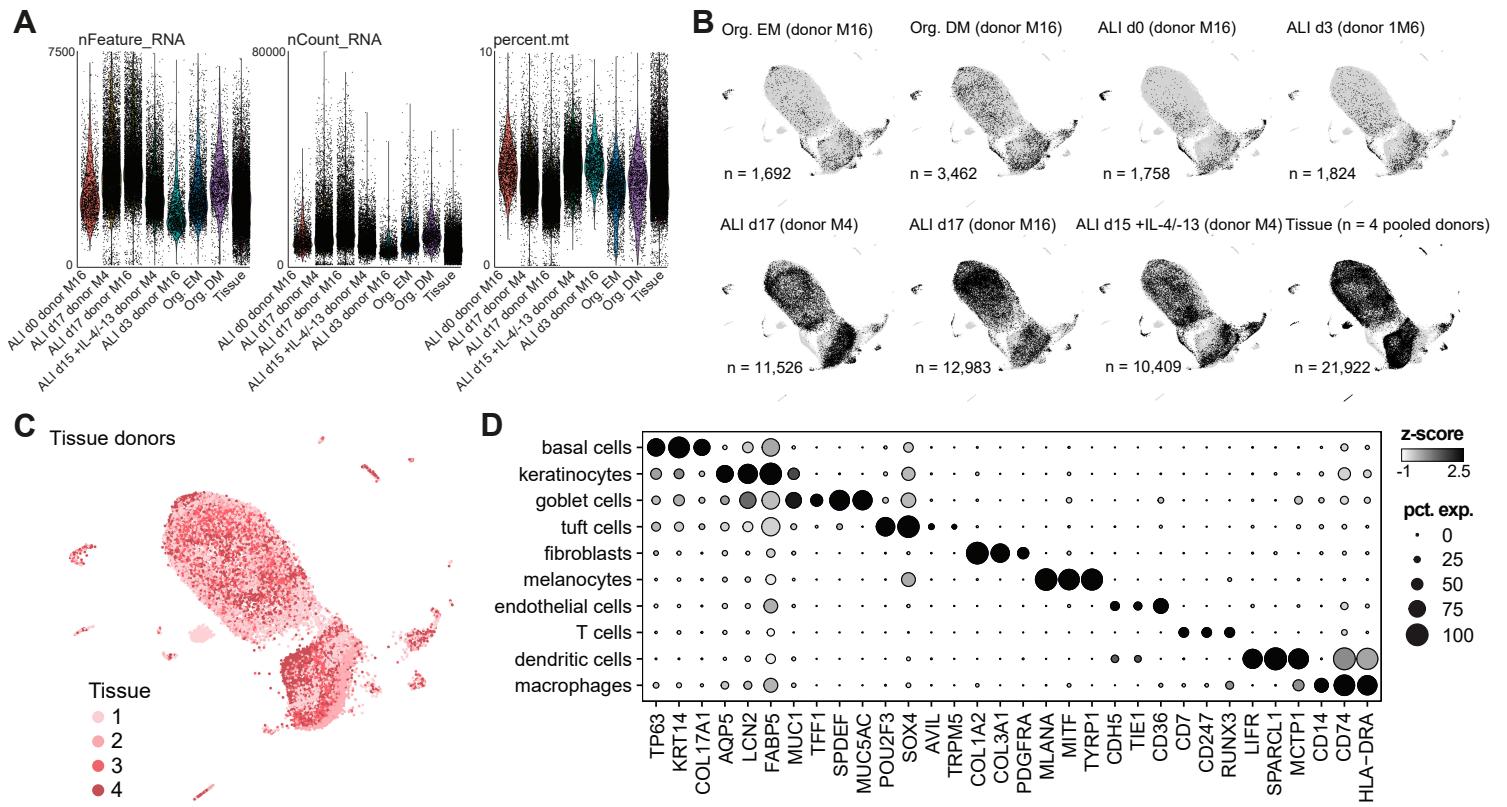 A
nFeature_RNA
7500
0
ALI d0 donor M16
ALI d17 donor M4
ALI d17 donor M16
ALI d15 +IL-4/-13 donor M4
ALI d3 donor M16
Org. EM
Org. DM
Tissue
nCount_RNA
80000
0
ALI d0 donor M16
ALI d17 donor M4
ALI d17 donor M16
ALI d15 +IL-4/-13 donor M4
ALI d3 donor M16
Org. EM
Org. DM
Tissue
percent.mt
10
0
ALI d0 donor M16
ALI d17 donor M4
ALI d17 donor M16
ALI d15 +IL-4/-13 donor M4
ALI d3 donor M16
Org. EM
Org. DM
Tissue
B
Org. EM (donor M16)
n = 1,692
Org. DM (donor M16)
n = 3,462
ALI d0 (donor M16)
n = 1,758
ALI d3 (donor 1M6)
n = 1,824
ALI d17 (donor M4)
n = 11,526
ALI d17 (donor M16)
n = 12,983
ALI d15 +IL-4/-13 (donor M4)
n = 10,409
Tissue (n = 4 pooled donors)
n = 21,922
C
Tissue donors
Tissue
1
2
3
4
D
basal cells
keratinocytes
goblet cells
tuft cells
fibroblasts
melanocytes
endothelial cells
T cells
dendritic cells
macrophages
TP63
KRT14
COL17A1
AQP5
LCN2
FABP5
MUC1
TFF1
SPDEF
MUC5AC
POU2F3
SOX4
AVIL
TRPM5
COL1A2
COL3A1
PDGFRA
MLANA
MITF
TYRP1
CDH5
TIE1
CD36
CD7
CD247
RUNX3
LIFR
SPARCL1
MCTP1
CD14
CD74
HLA−DRA
z-score
-1 2.5
pct. exp.
0
25
50
75
100